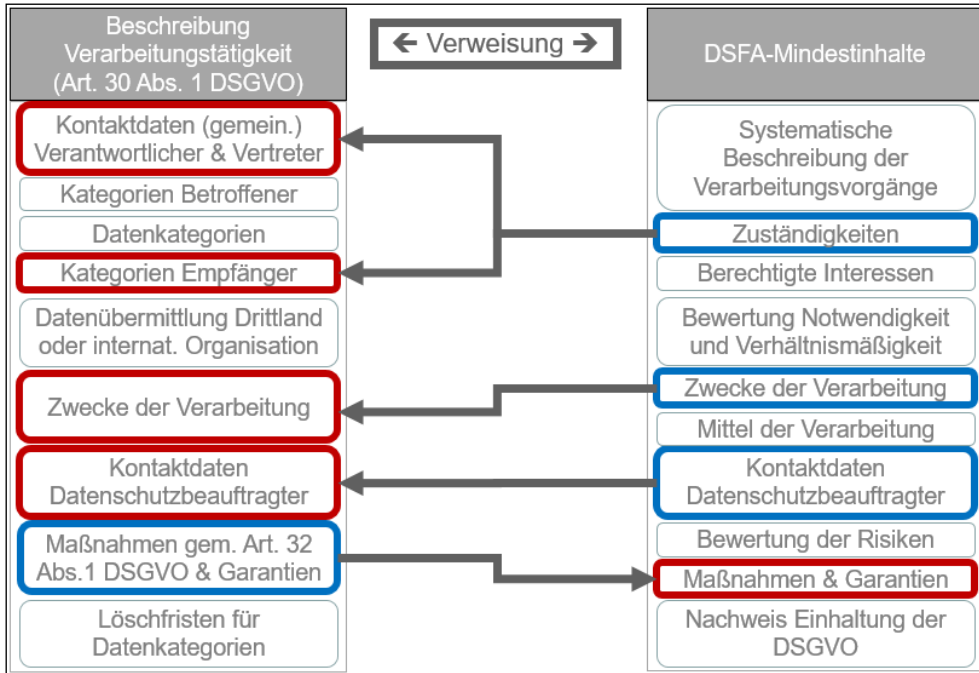 Beschreibung
Verarbeitungstätigkeit
(Art. 30 Abs. 1 DSGVO)
Kontaktdaten (gemein.)
Verantwortlicher & Vertreter
Kategorien Betroffener
Datenkategorien
Kategorien Empfänger
Datenübermittlung Drittland
oder internat. Organisation
Zwecke der Verarbeitung
Kontaktdaten
Datenschutzbeauftragter
Maßnahmen gem. Art. 32
Abs.1 DSGVO & Garantien
Löschfristen für
Datenkategorien
← Verweisung →
DSFA-Mindestinhalte
Systematische
Beschreibung der
Verarbeitungsvorgänge
Zuständigkeiten
Berechtigte Interessen
Bewertung Notwendigkeit
und Verhältnismäßigkeit
Zwecke der Verarbeitung
Mittel der Verarbeitung
Kontaktdaten
Datenschutzbeauftragter
Bewertung der Risiken
Maßnahmen & Garantien
Nachweis Einhaltung der
DSGVO